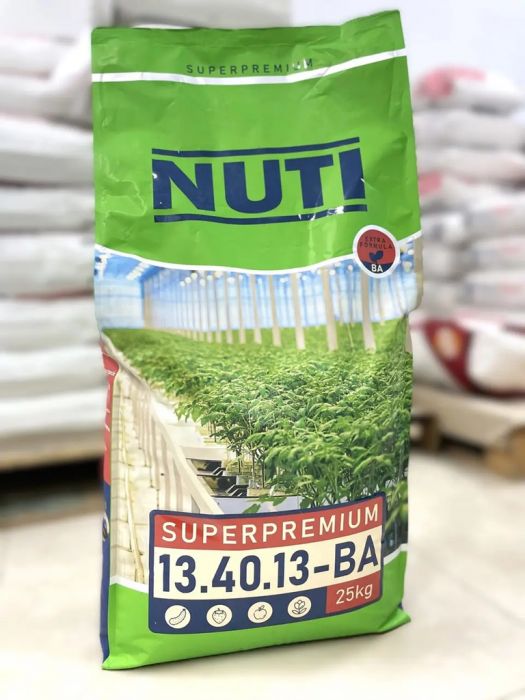 SUPERPREMIUM
NUTI
EXTRA
FORMULA
BA
SUPERPREMIUM
13.40.13-BA
25kg